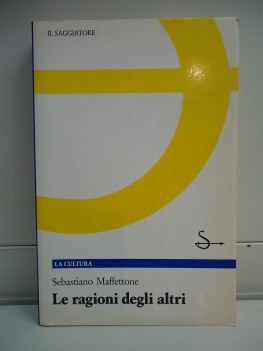 IL SAGGIATORE
LA CULTURA
Sebastiano Maffettone
Le ragioni degli altri